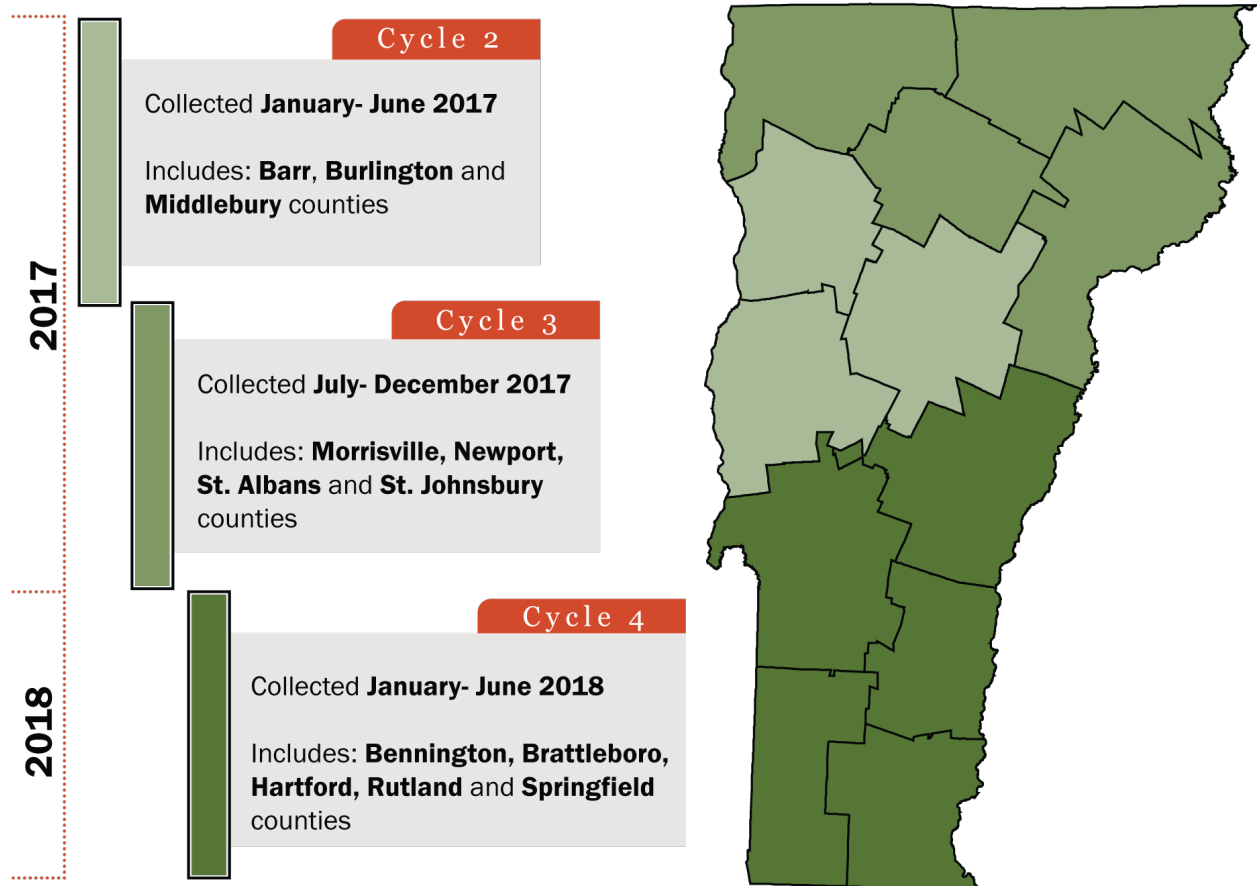 2017
Cycle 2
Collected January- June 2017
Includes: Barr, Burlington and
Middlebury counties
Cycle 3
Collected July- December 2017
Includes: Morrisville, Newport,
St. Albans and St. Johnsbury
counties
2018
Cycle 4
Collected January- June 2018
Includes: Bennington, Brattleboro,
Hartford, Rutland and Springfield
counties